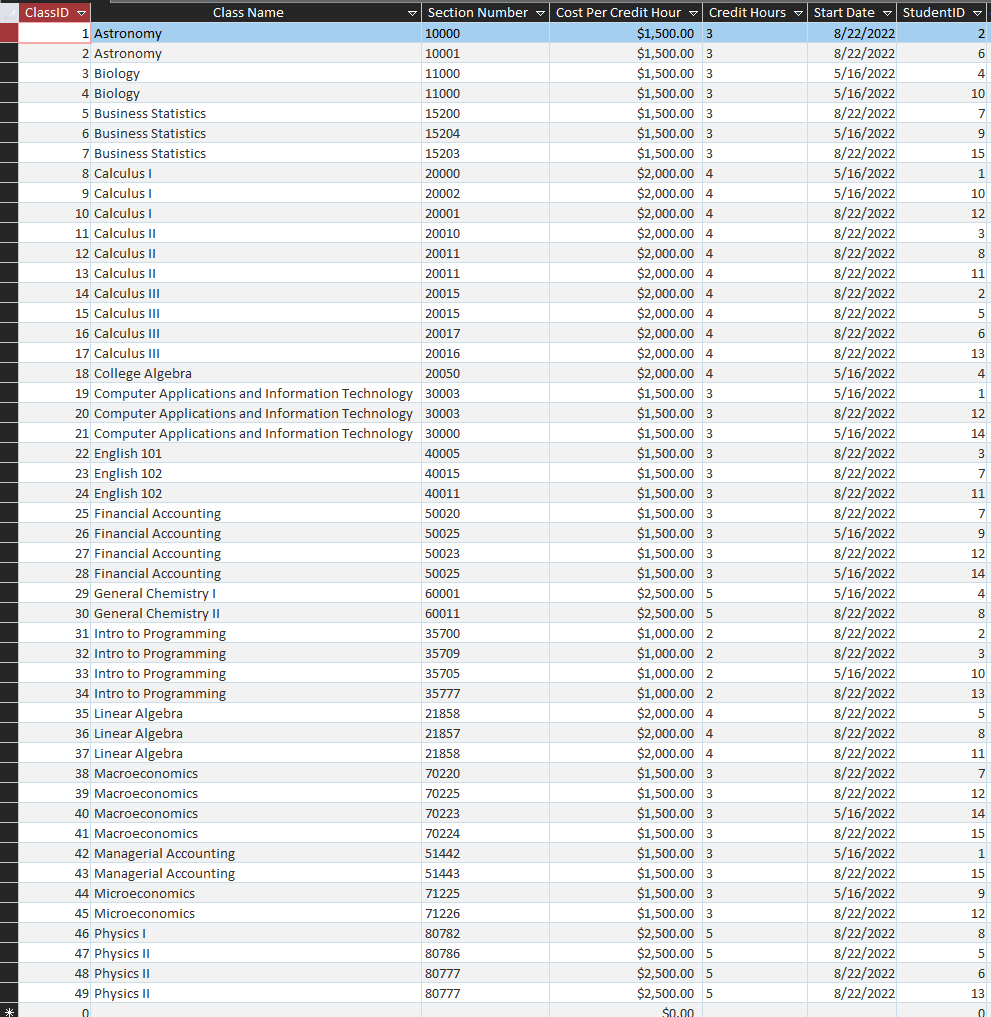 ClassID Class Name Section Number Cost Per Credit Hour Credit Hours Start Date StudentID
1 Astronomy 10000 $1,500.00 3 8/22/2022 2
2 Astronomy 10001 $1,500.00 3 8/22/2022 6
3 Biology 11000 $1,500.00 3 5/16/2022 4
4 Biology 11000 $1,500.00 3 5/16/2022 10
5 Business Statistics 15200 $1,500.00 3 8/22/2022 7
6 Business Statistics 15204 $1,500.00 3 5/16/2022 9
7 Business Statistics 15203 $1,500.00 3 8/22/2022 15
8 Calculus I 20000 $2,000.00 4 5/16/2022 1
9 Calculus I 20002 $2,000.00 4 5/16/2022 10
10 Calculus I 20001 $2,000.00 4 8/22/2022 12
11 Calculus II 20010 $2,000.00 4 8/22/2022 3
12 Calculus II 20011 $2,000.00 4 8/22/2022 8
13 Calculus II 20011 $2,000.00 4 8/22/2022 11
14 Calculus III 20015 $2,000.00 4 8/22/2022 2
15 Calculus III 20015 $2,000.00 4 8/22/2022 5
16 Calculus III 20017 $2,000.00 4 8/22/2022 6
17 Calculus III 20016 $2,000.00 4 8/22/2022 13
18 College Algebra 20050 $2,000.00 4 5/16/2022 4
19 Computer Applications and Information Technology 30003 $1,500.00 3 5/16/2022 1
20 Computer Applications and Information Technology 30003 $1,500.00 3 8/22/2022 12
21 Computer Applications and Information Technology 30000 $1,500.00 3 5/16/2022 14
22 English 101 40005 $1,500.00 3 8/22/2022 3
23 English 102 40015 $1,500.00 3 8/22/2022 7
24 English 102 40011 $1,500.00 3 8/22/2022 11
25 Financial Accounting 50020 $1,500.00 3 8/22/2022 7
26 Financial Accounting 50025 $1,500.00 3 5/16/2022 9
27 Financial Accounting 50023 $1,500.00 3 8/22/2022 12
28 Financial Accounting 50025 $1,500.00 3 5/16/2022 14
29 General Chemistry I 60001 $2,500.00 5 5/16/2022 4
30 General Chemistry II 60011 $2,500.00 5 8/22/2022 8
31 Intro to Programming 35700 $1,000.00 2 8/22/2022 2
32 Intro to Programming 35709 $1,000.00 2 8/22/2022 3
33 Intro to Programming 35705 $1,000.00 2 5/16/2022 10
34 Intro to Programming 35777 $1,000.00 2 8/22/2022 13
35 Linear Algebra 21858 $2,000.00 4 8/22/2022 5
36 Linear Algebra 21857 $2,000.00 4 8/22/2022 8
37 Linear Algebra 21858 $2,000.00 4 8/22/2022 11
38 Macroeconomics 70220 $1,500.00 3 8/22/2022 7
39 Macroeconomics 70225 $1,500.00 3 8/22/2022 12
40 Macroeconomics 70223 $1,500.00 3 5/16/2022 14
41 Macroeconomics 70224 $1,500.00 3 8/22/2022 15
42 Managerial Accounting 51442 $1,500.00 3 5/16/2022 1
43 Managerial Accounting 51443 $1,500.00 3 8/22/2022 15
44 Microeconomics 71225 $1,500.00 3 5/16/2022 9
45 Microeconomics 71226 $1,500.00 3 8/22/2022 12
46 Physics I 80782 $2,500.00 5 8/22/2022 8
47 Physics II 80786 $2,500.00 5 8/22/2022 5
48 Physics II 80777 $2,500.00 5 8/22/2022 6
49 Physics II 80777 $2,500.00 5 8/22/2022 13
0 $0.00 0